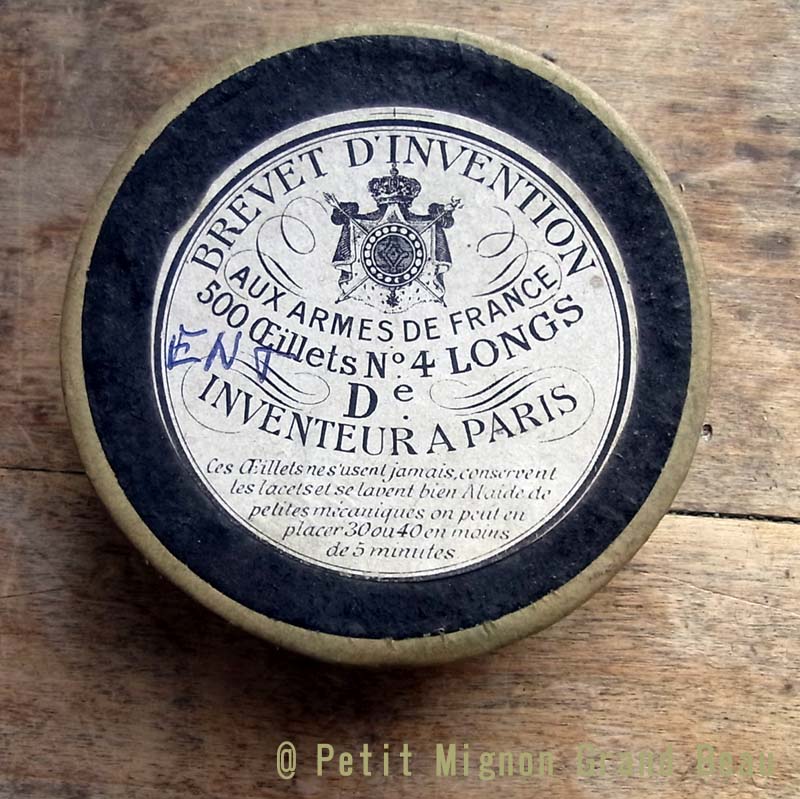 BREVET D'INVENTION
AUX ARMES DE FRANCE
500 Œillets Nº 4 LONGS
ENT
De
INVENTEUR A PARIS
Ces Œillets ne s'usent jamais, conservent
les lacets et se lavent bien A laide de
petites mécaniques on peut en
placer 30 ou 40 en moins
de 5 minutes
@ Petit Mignon Grand Beau